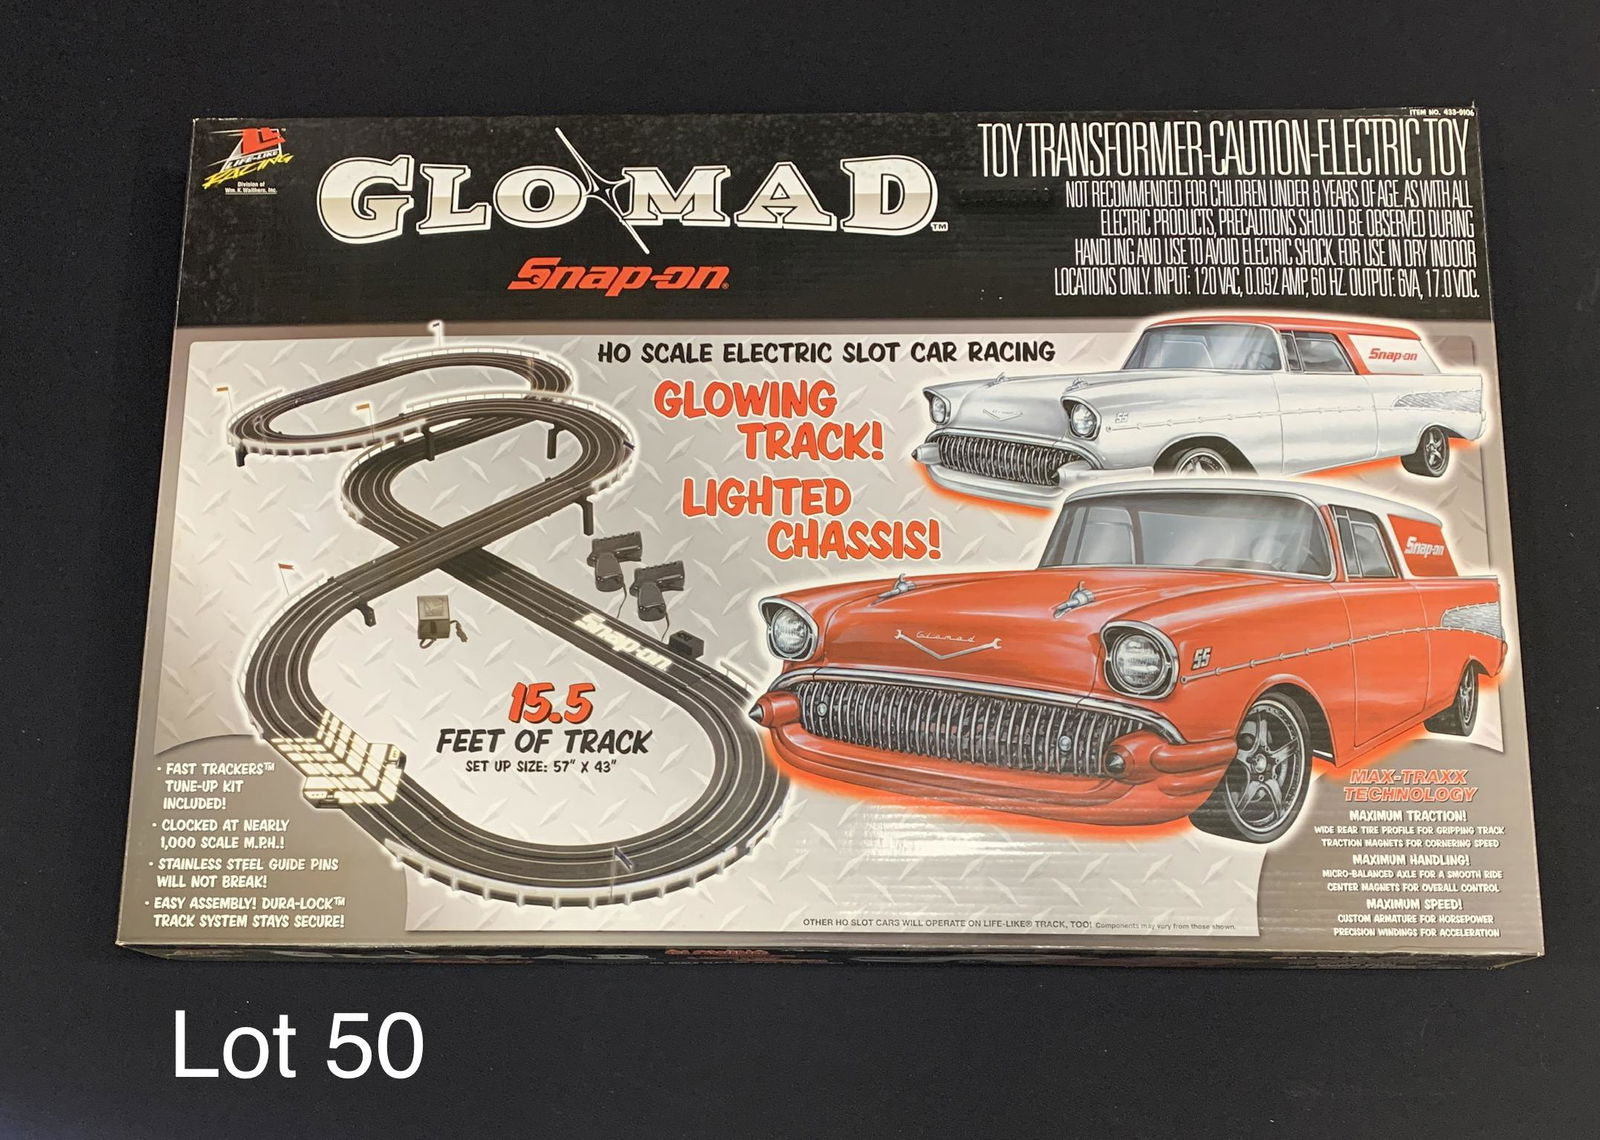 ITEM NO. 433-9106
LIFE-LIKE
RACING
Division of
Wm. K. Walthers, Inc.
GLOMAD™
Snap-on®
TOY TRANSFORMER-CAUTION-ELECTRIC TOY
NOT RECOMMENDED FOR CHILDREN UNDER 8 YEARS OF AGE. AS WITH ALL
ELECTRIC PRODUCTS, PRECAUTIONS SHOULD BE OBSERVED DURING
HANDLING AND USE TO AVOID ELECTRIC SHOCK. FOR USE IN DRY INDOOR
LOCATIONS ONLY. INPUT: 120 VAC, 0.092 AMP, 60 HZ. OUTPUT: 6VA, 17.0 VDC.
HO SCALE ELECTRIC SLOT CAR RACING
GLOWING
TRACK!
LIGHTED
CHASSIS!
Snap-on
55
Snap-on
Glomad
55
Snap-on
15.5
FEET OF TRACK
SET UP SIZE: 57" X 43"
• FAST TRACKERS™
TUNE-UP KIT
INCLUDED!
• CLOCKED AT NEARLY
1,000 SCALE M.P.H.!
• STAINLESS STEEL GUIDE PINS
WILL NOT BREAK!
• EASY ASSEMBLY! DURA-LOCK™
TRACK SYSTEM STAYS SECURE!
MAX-TRAXX
TECHNOLOGY
MAXIMUM TRACTION!
WIDE REAR TIRE PROFILE FOR GRIPPING TRACK
TRACTION MAGNETS FOR CORNERING SPEED
MAXIMUM HANDLING!
MICRO-BALANCED AXLE FOR A SMOOTH RIDE
CENTER MAGNETS FOR OVERALL CONTROL
MAXIMUM SPEED!
CUSTOM ARMATURE FOR HORSEPOWER
PRECISION WINDINGS FOR ACCELERATION
OTHER HO SLOT CARS WILL OPERATE ON LIFE-LIKE® TRACK, TOO! Components may vary from those shown.
Lot 50